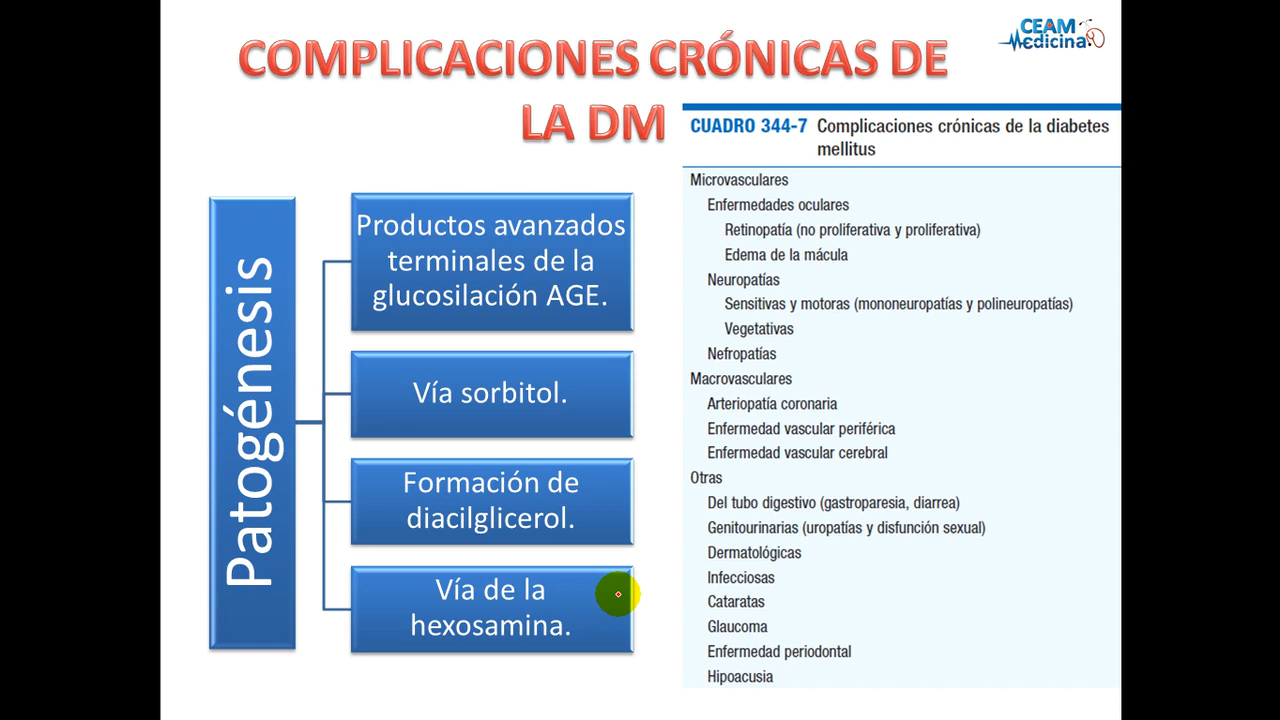 CEAM
Medicina
COMPLICACIONES CRÓNICAS DE
LA DM
Patogénesis
Productos avanzados
terminales de la
glucosilación AGE.
Vía sorbitol.
Formación de
diacilglicerol.
Vía de la
hexosamina.
CUADRO 344-7 Complicaciones crónicas de la diabetes
mellitus
Microvasculares
Enfermedades oculares
Retinopatía (no proliferativa y proliferativa)
Edema de la mácula
Neuropatías
Sensitivas y motoras (mononeuropatías y polineuropatías)
Vegetativas
Nefropatías
Macrovasculares
Arteriopatía coronaria
Enfermedad vascular periférica
Enfermedad vascular cerebral
Otras
Del tubo digestivo (gastroparesia, diarrea)
Genitourinarias (uropatías y disfunción sexual)
Dermatológicas
Infecciosas
Cataratas
Glaucoma
Enfermedad periodontal
Hipoacusia